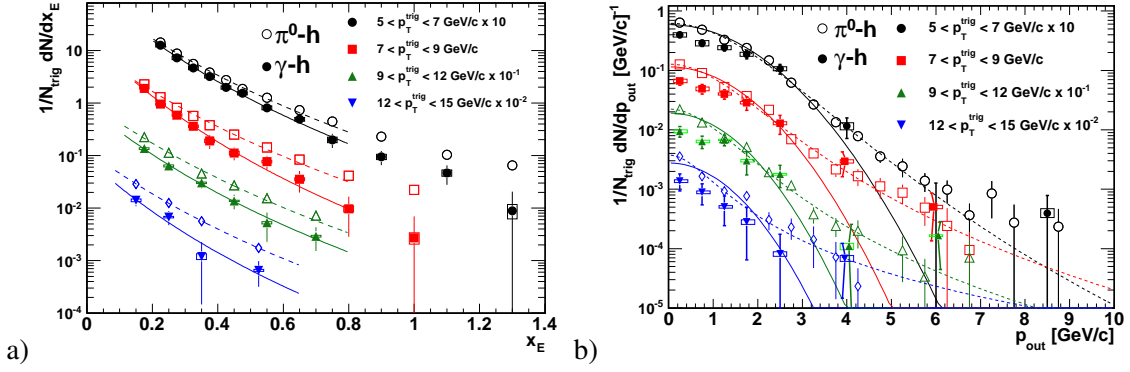 a)
1/N_trig dN/dx_E
10
1
10^-1
10^-2
10^-3
10^-4
0 0.2 0.4 0.6 0.8 1 1.2 1.4
x_E
π^0-h
γ-h
5 < p_T^trig < 7 GeV/c x 10
7 < p_T^trig < 9 GeV/c
9 < p_T^trig < 12 GeV/c x 10^-1
12 < p_T^trig < 15 GeV/c x 10^-2
b)
1/N_trig dN/dp_out [GeV/c]^-1
1
10^-1
10^-2
10^-3
10^-4
10^-5
0 1 2 3 4 5 6 7 8 9 10
p_out [GeV/c]
π^0-h
γ-h
5 < p_T^trig < 7 GeV/c x 10
7 < p_T^trig < 9 GeV/c
9 < p_T^trig < 12 GeV/c x 10^-1
12 < p_T^trig < 15 GeV/c x 10^-2